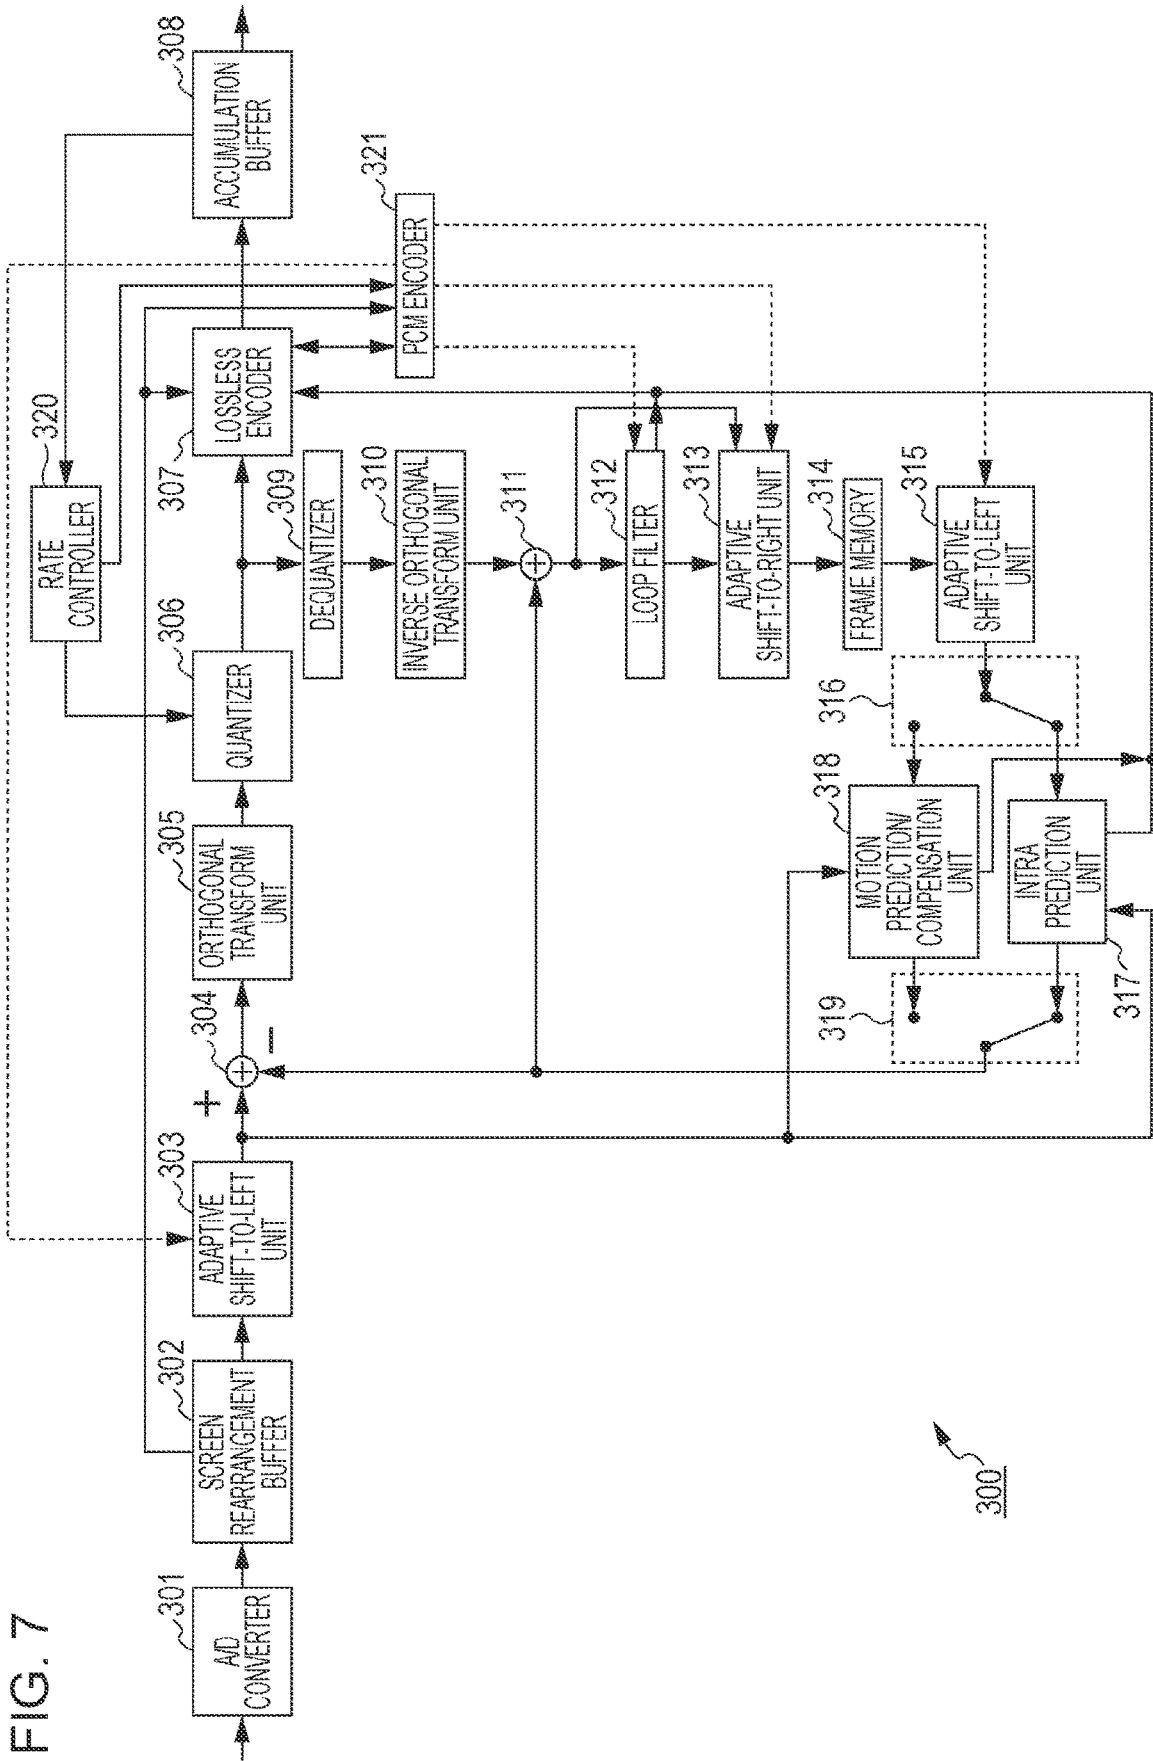 FIG. 7
301
A/D
CONVERTER
302
SCREEN
REARRANGEMENT
BUFFER
303
ADAPTIVE
SHIFT-TO-LEFT
UNIT
+
304
−
305
ORTHOGONAL
TRANSFORM
UNIT
306
QUANTIZER
320
RATE
CONTROLLER
307
LOSSLESS
ENCODER
308
ACCUMULATION
BUFFER
309
DEQUANTIZER
310
INVERSE ORTHOGONAL
TRANSFORM UNIT
321
PCM ENCODER
311
312
LOOP FILTER
313
ADAPTIVE
SHIFT-TO-RIGHT UNIT
314
FRAME MEMORY
315
ADAPTIVE
SHIFT-TO-LEFT
UNIT
316
318
MOTION
PREDICTION/
COMPENSATION
UNIT
INTRA
PREDICTION
UNIT
317
319
300